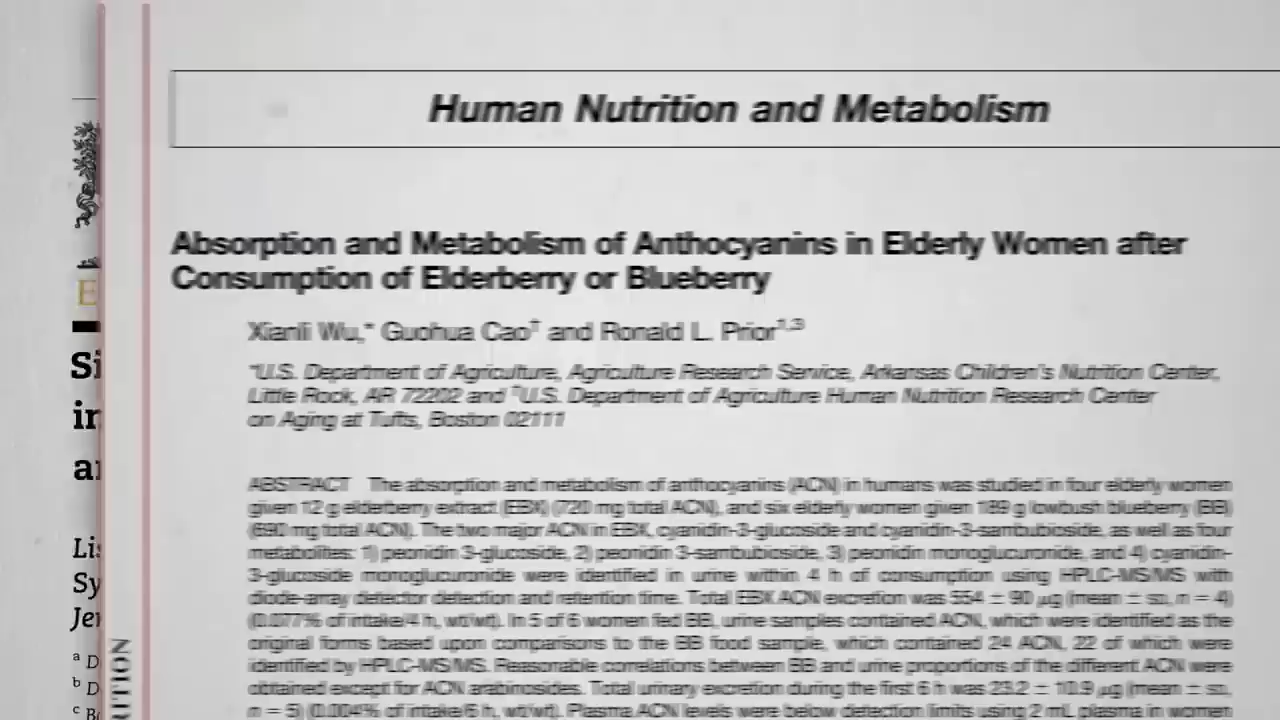 Human Nutrition and Metabolism
Absorption and Metabolism of Anthocyanins in Elderly Women after
Consumption of Elderberry or Blueberry
Xianli Wu,* Guohua Cao† and Ronald L. Prior1,3
*U.S. Department of Agriculture, Agriculture Research Service, Arkansas Children's Nutrition Center,
Little Rock, AR 72202 and †U.S. Department of Agriculture Human Nutrition Research Center
on Aging at Tufts, Boston 02111
ABSTRACT The absorption and metabolism of anthocyanins (ACN) in humans was studied in four elderly women
given 12 g elderberry extract (EBX) (720 mg total ACN), and six elderly women given 189 g lowbush blueberry (BB)
(690 mg total ACN). The two major ACN in EBX, cyanidin-3-glucoside and cyanidin-3-sambubioside, as well as four
metabolites: 1) peonidin 3-glucoside, 2) peonidin 3-sambubioside, 3) peonidin monoglucuronide, and 4) cyanidin-
3-glucoside monoglucuronide were identified in urine within 4 h of consumption using HPLC-MS/MS with
diode-array detector detection and retention time. Total EBX ACN excretion was 554 ± 90 µg (mean ± SD, n = 4)
(0.077% of intake/4 h, wt/wt). In 5 of 6 women fed BB, urine samples contained ACN, which were identified as the
original forms based upon comparisons to the BB food sample, which contained 24 ACN, 22 of which were
identified by HPLC-MS/MS. Reasonable correlations between BB and urine proportions of the different ACN were
obtained except for ACN arabinosides. Total urinary excretion during the first 6 h was 23.2 ± 10.9 µg (mean ± SD,
n = 5) (0.004% of intake/6 h, wt/wt). Plasma ACN levels were below detection limits using 2 mL plasma in women
E
Si
in
Lis
Sy
Jer
a D
b D
c
RITION